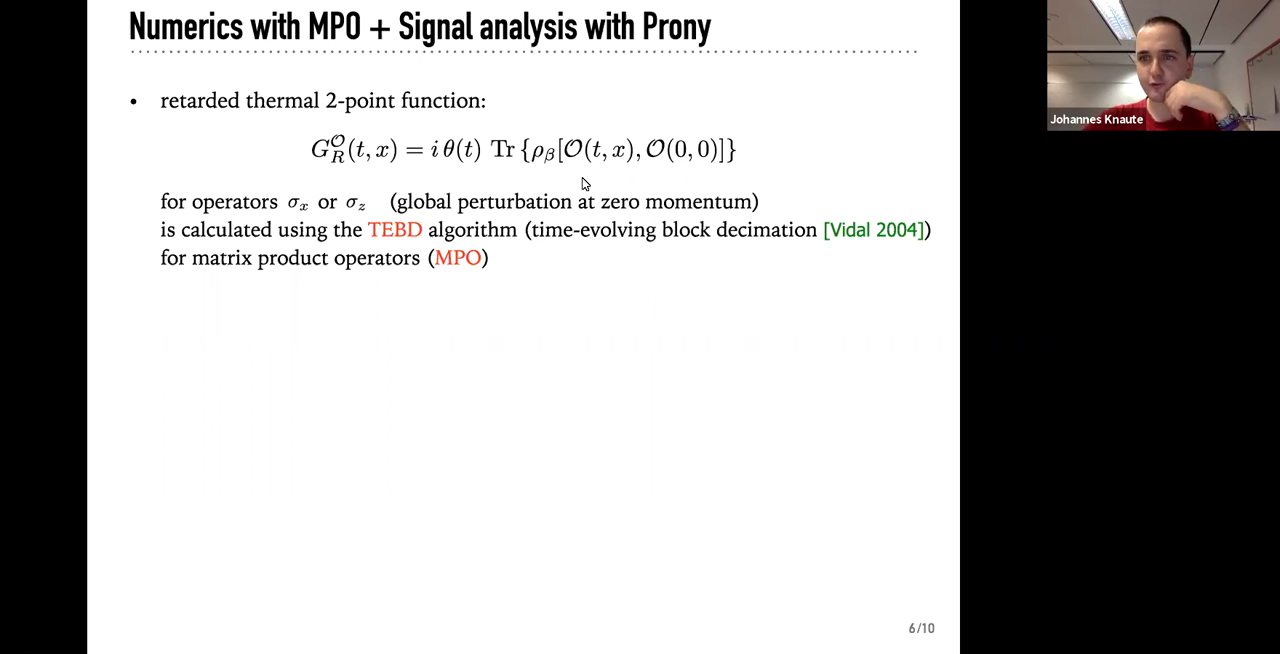 Numerics with MPO + Signal analysis with Prony
• retarded thermal 2-point function:
G_R^𝒪(t, x) = i θ(t) Tr {ρ_β[𝒪(t, x), 𝒪(0, 0)]}
for operators σ_x or σ_z (global perturbation at zero momentum)
is calculated using the TEBD algorithm (time-evolving block decimation [Vidal 2004])
for matrix product operators (MPO)
6/10
Johannes Knaute